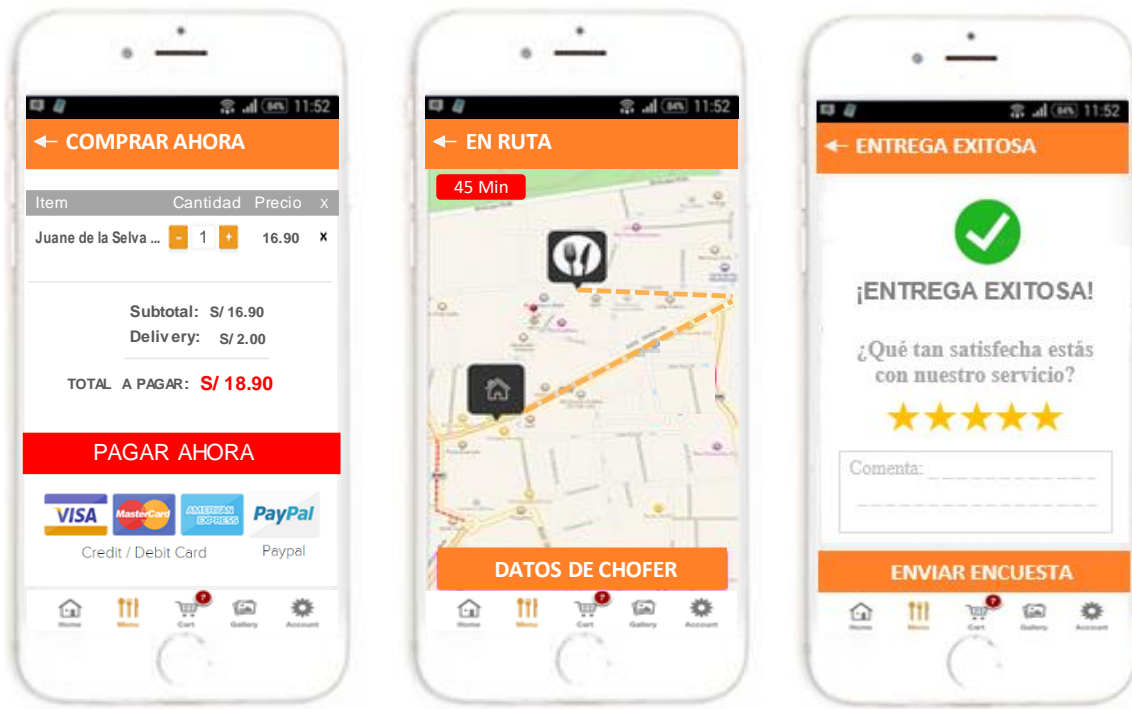 84% 11:52
← COMPRAR AHORA
Item Cantidad Precio X
Juane de la Selva ... - 1 + 16.90 x
Subtotal: S/ 16.90
Delivery: S/ 2.00
TOTAL A PAGAR: S/ 18.90
PAGAR AHORA
VISA MasterCard AMERICAN EXPRESS PayPal
Credit / Debit Card Paypal
Home Menu Cart Gallery Account
84% 11:52
← EN RUTA
45 Min
DATOS DE CHOFER
Home Menu Cart Gallery Account
84% 11:52
← ENTREGA EXITOSA
¡ENTREGA EXITOSA!
¿Qué tan satisfecha estás
con nuestro servicio?
Comenta:
ENVIAR ENCUESTA
Home Menu Cart Gallery Account